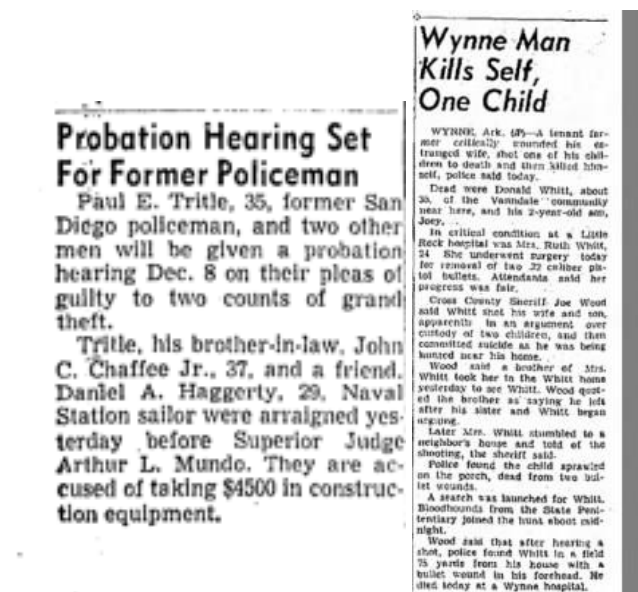 Probation Hearing Set
For Former Policeman
Paul E. Tritle, 35, former San
Diego policeman, and two other
men will be given a probation
hearing Dec. 8 on their pleas of
guilty to two counts of grand
theft.
Tritle, his brother-in-law, John
C. Chaffee Jr., 37, and a friend,
Daniel A. Haggerty, 29, Naval
Station sailor were arraigned yes-
terday before Superior Judge
Arthur L. Mundo. They are ac-
cused of taking $4500 in construc-
tion equipment.
Wynne Man
Kills Self,
One Child
WYNNE, Ark. (AP)—A tenant far-
mer critically wounded his es-
tranged wife, shot one of his chil-
dren to death and then killed him-
self, police said today.
Dead were Donald Whitt, about
35, of the Vanndale community
near here, and his 2-year-old son,
Joey.
In critical condition at a Little
Rock hospital was Mrs. Ruth Whitt,
24. She underwent surgery today
for removal of two .22 caliber pis-
tol bullets. Attendants said her
progress was fair.
Cross County Sheriff Joe Wood
said Whitt shot his wife and son,
apparently in an argument over
custody of two children, and then
committed suicide as he was being
hunted near his home.
Wood said a brother of Mrs.
Whitt took her to the Whitt home
yesterday to see Whitt. Wood quot-
ed the brother as saying he left
after his sister and Whitt began
arguing.
Later Mrs. Whitt stumbled to a
neighbor's house and told of the
shooting, the sheriff said.
Police found the child sprawled
on the porch, dead from two bul-
let wounds.
A search was launched for Whitt.
Bloodhounds from the State Peni-
tentiary joined the hunt about mid-
night.
Wood said that after hearing a
shot, police found Whitt in a field
75 yards from his house with a
bullet wound in his forehead. He
died today at a Wynne hospital.